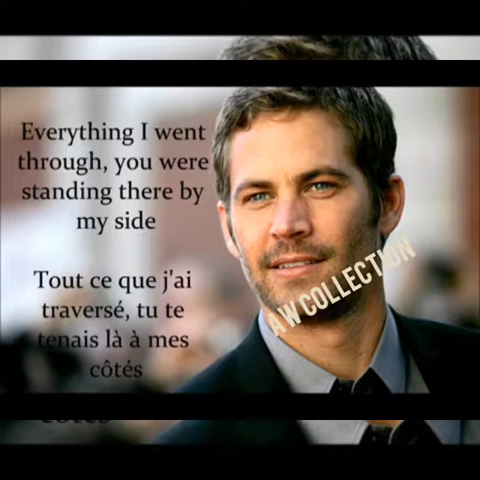 Everything I went
through, you were
standing there by
my side
Tout ce que j'ai
traversé, tu te
tenais là à mes
côtés
AW COLLECTION